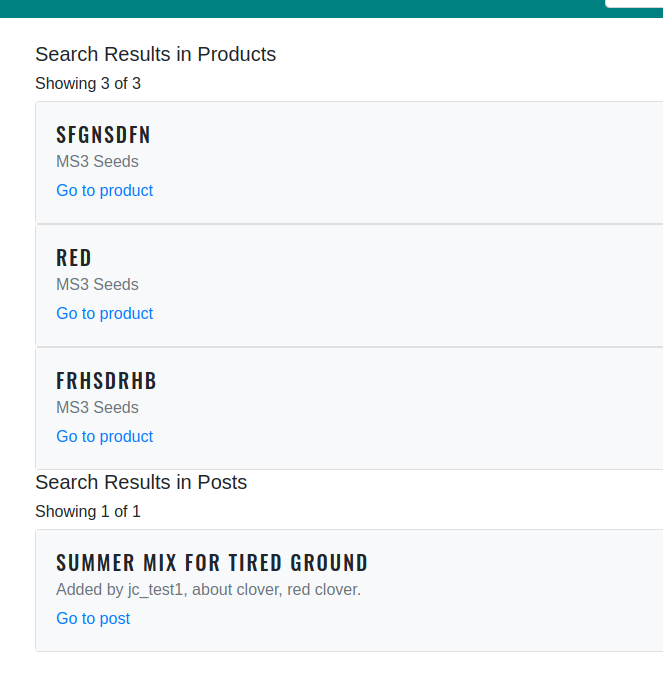 Search Results in Products
Showing 3 of 3
SFGNSDFN
MS3 Seeds
Go to product
RED
MS3 Seeds
Go to product
FRHSDRHB
MS3 Seeds
Go to product
Search Results in Posts
Showing 1 of 1
SUMMER MIX FOR TIRED GROUND
Added by jc_test1, about clover, red clover.
Go to post